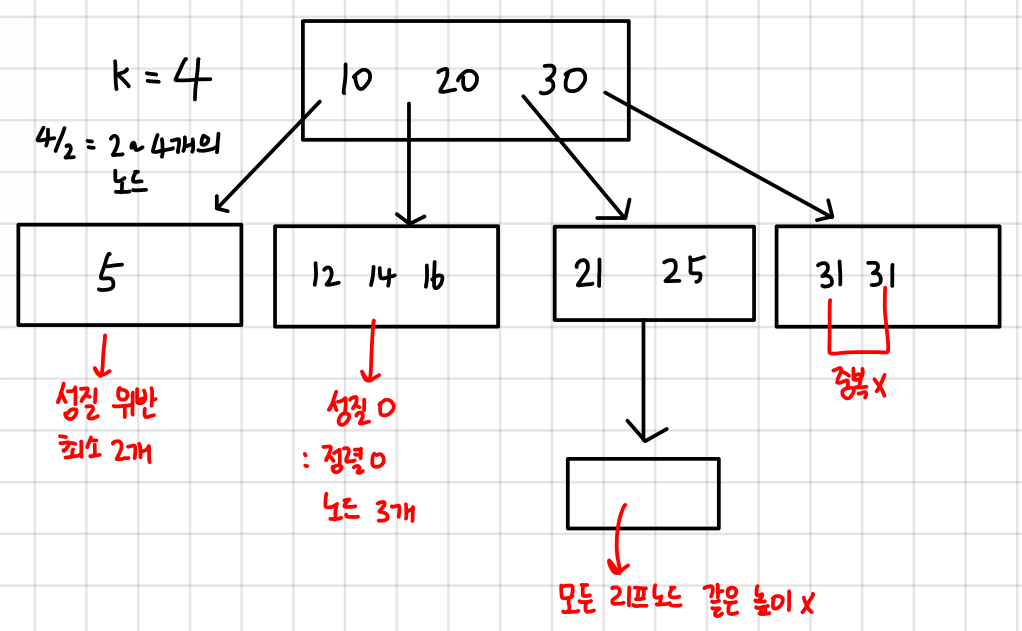 K = 4
4/2 = 2~4개의
노드
10 20 30
5
12 14 16
21 25
31 31
성질 위반
최소 2개
성질 O
: 정렬 O
노드 3개
중복 X
모든 리프노드 같은 높이 X